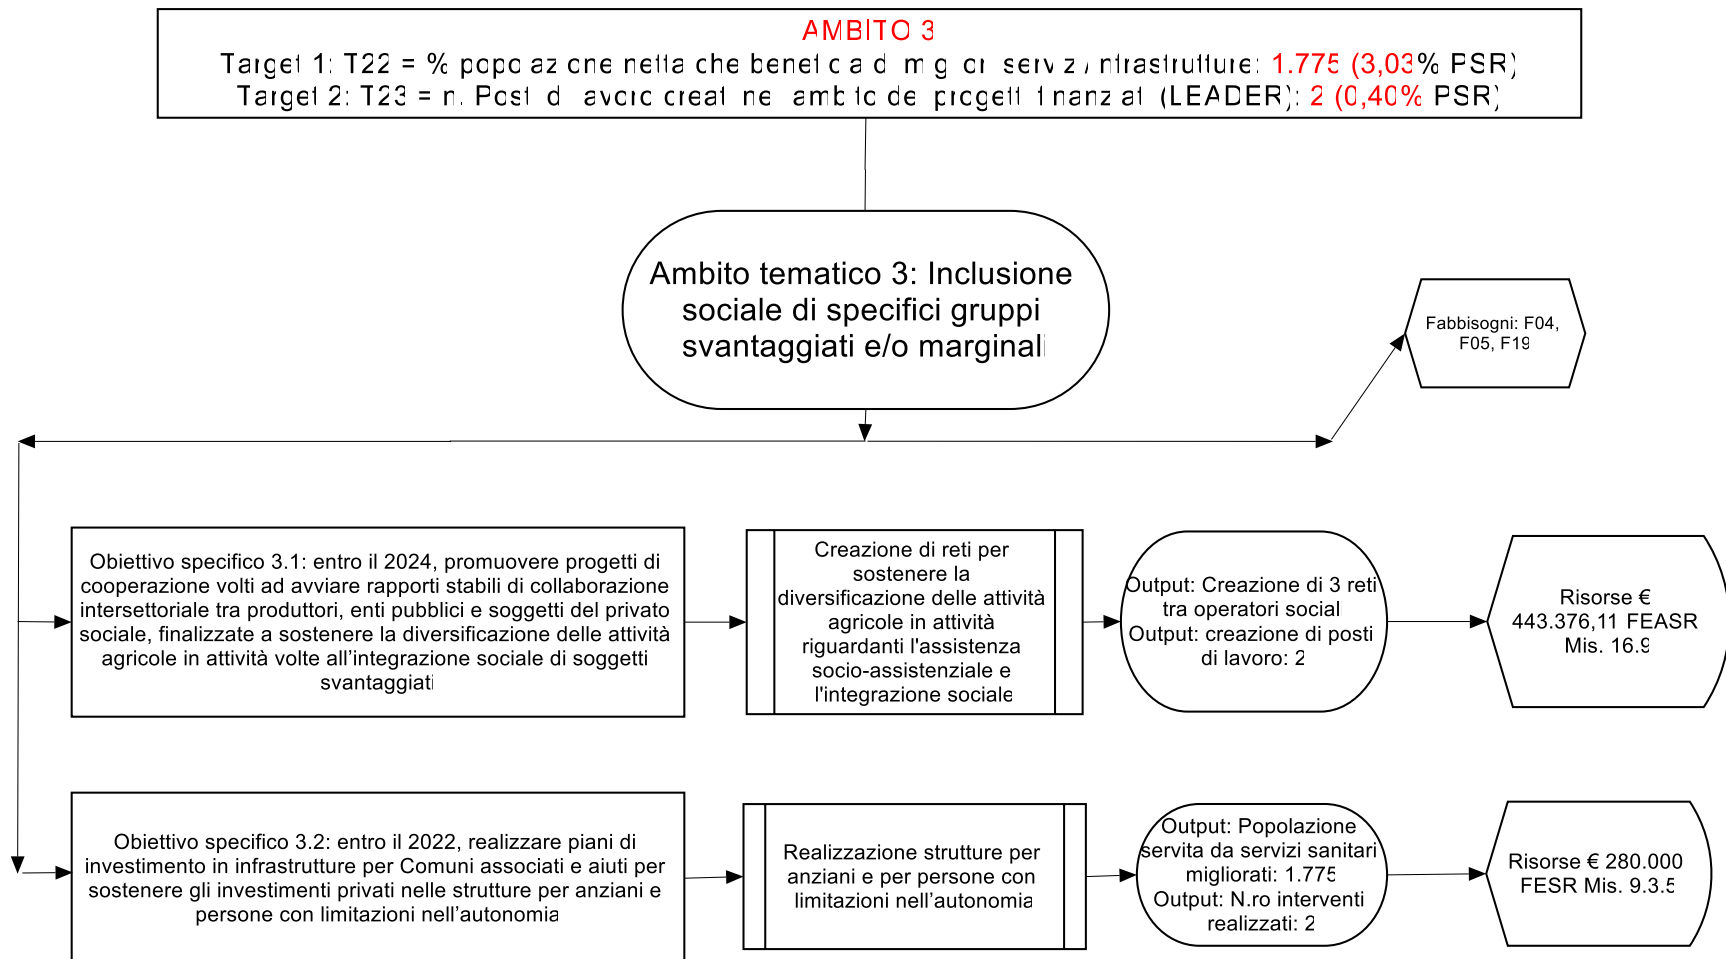 AMBITO 3
Target 1: T22 = % popolazione netta che beneficia di migliori servizi/infrastrutture: 1.775 (3,03% PSR)
Target 2: T23 = n. Posti di lavoro creati nell'ambito dei progetti finanziati (LEADER): 2 (0,40% PSR)
Ambito tematico 3: Inclusione
sociale di specifici gruppi
svantaggiati e/o marginali
Fabbisogni: F04,
F05, F19
Obiettivo specifico 3.1: entro il 2024, promuovere progetti di
cooperazione volti ad avviare rapporti stabili di collaborazione
intersettoriale tra produttori, enti pubblici e soggetti del privato
sociale, finalizzate a sostenere la diversificazione delle attività
agricole in attività volte all'integrazione sociale di soggetti
svantaggiati
Creazione di reti per
sostenere la
diversificazione delle attività
agricole in attività
riguardanti l'assistenza
socio-assistenziale e
l'integrazione sociale
Output: Creazione di 3 reti
tra operatori social
Output: creazione di posti
di lavoro: 2
Risorse €
443.376,11 FEASR
Mis. 16.9
Obiettivo specifico 3.2: entro il 2022, realizzare piani di
investimento in infrastrutture per Comuni associati e aiuti per
sostenere gli investimenti privati nelle strutture per anziani e
persone con limitazioni nell'autonomia
Realizzazione strutture per
anziani e per persone con
limitazioni nell'autonomia
Output: Popolazione
servita da servizi sanitari
migliorati: 1.775
Output: N.ro interventi
realizzati: 2
Risorse € 280.000
FESR Mis. 9.3.5